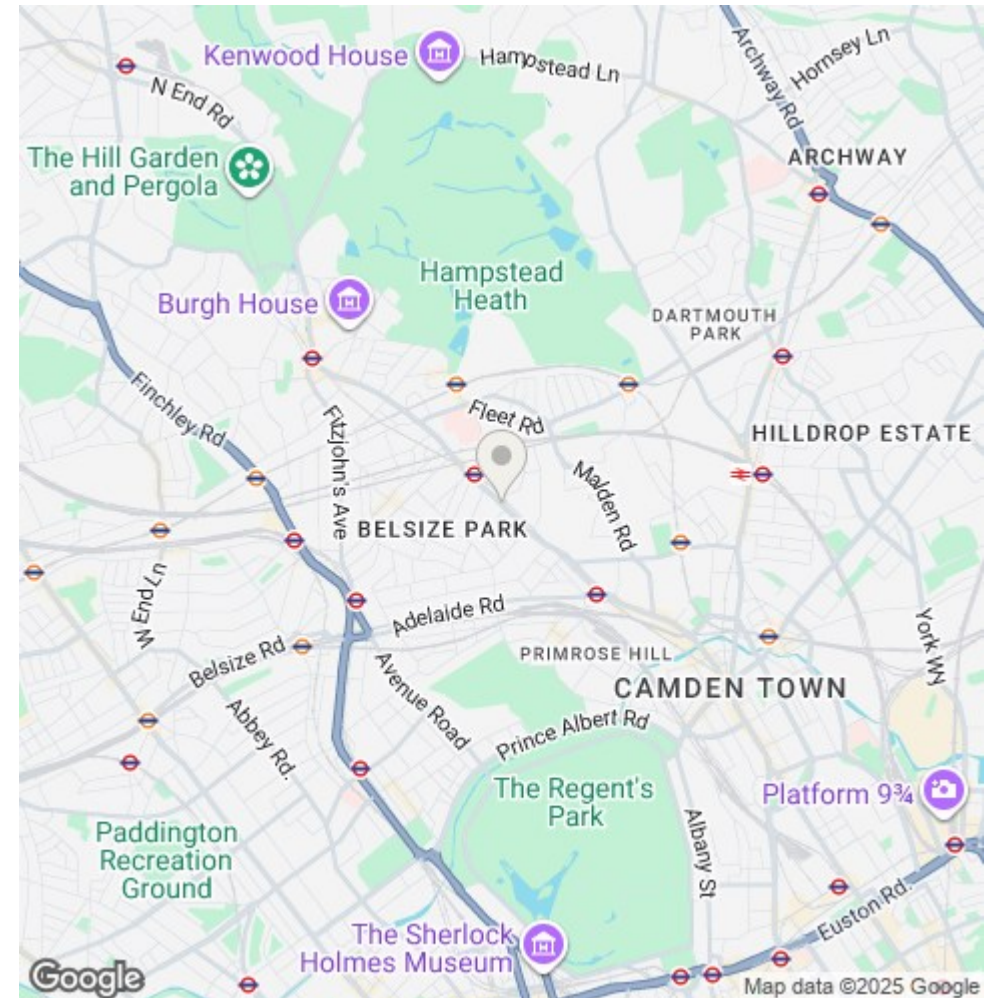 Kenwood House
Hampstead Ln
Hornsey Ln
Archway Rd
N End Rd
The Hill Garden
and Pergola
ARCHWAY
Hampstead
Heath
Burgh House
DARTMOUTH
PARK
Finchley Rd
Fitzjohn's Ave
Fleet Rd
HILLDROP ESTATE
Malden Rd
BELSIZE PARK
W End Ln
Adelaide Rd
York Wy
Belsize Rd
PRIMROSE HILL
CAMDEN TOWN
Avenue Road
Abbey Rd.
Prince Albert Rd
The Regent's
Park
Platform 9¾
Albany St
Paddington
Recreation
Ground
Euston Rd.
The Sherlock
Holmes Museum
Google
Map data ©2025 Google